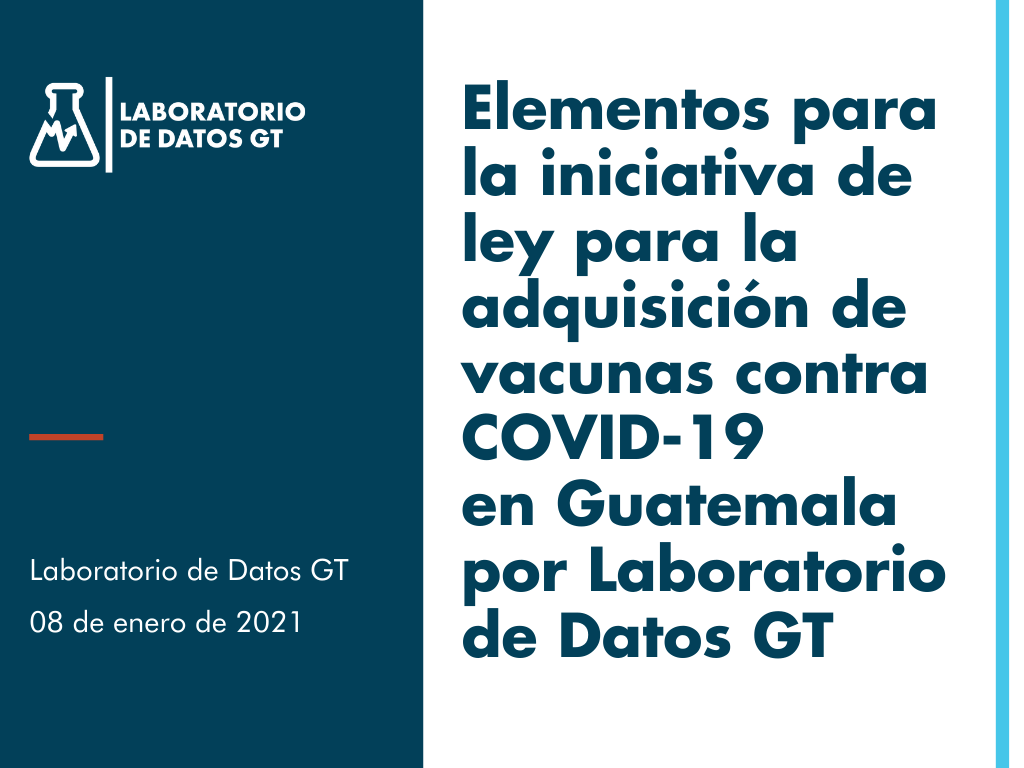 LABORATORIO
DE DATOS GT
Laboratorio de Datos GT
08 de enero de 2021
Elementos para
la iniciativa de
ley para la
adquisición de
vacunas contra
COVID-19
en Guatemala
por Laboratorio
de Datos GT